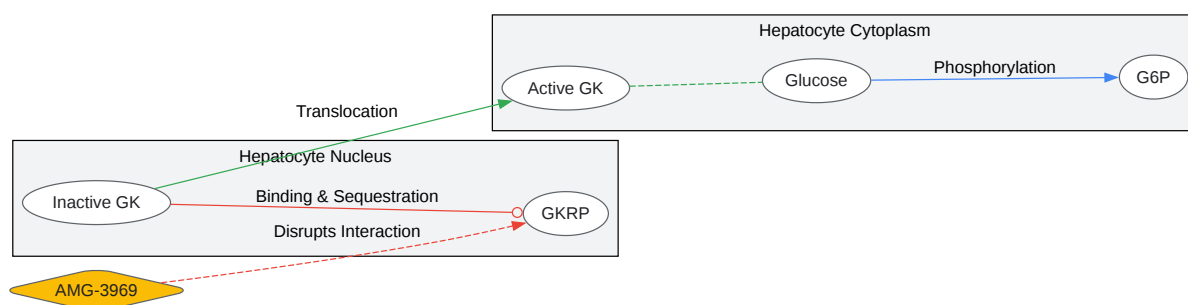 Hepatocyte Cytoplasm
Active GK
Glucose
Phosphorylation
G6P
Translocation
Hepatocyte Nucleus
Inactive GK
Binding & Sequestration
GKRP
Disrupts Interaction
AMG-3969